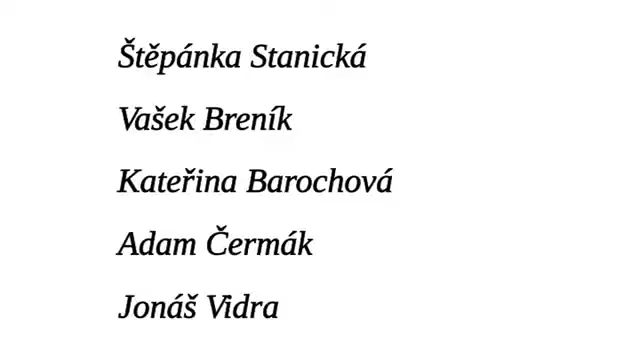 Štěpánka Stanická
Vašek Breník
Kateřina Barochová
Adam Čermák
Jonáš Vidra